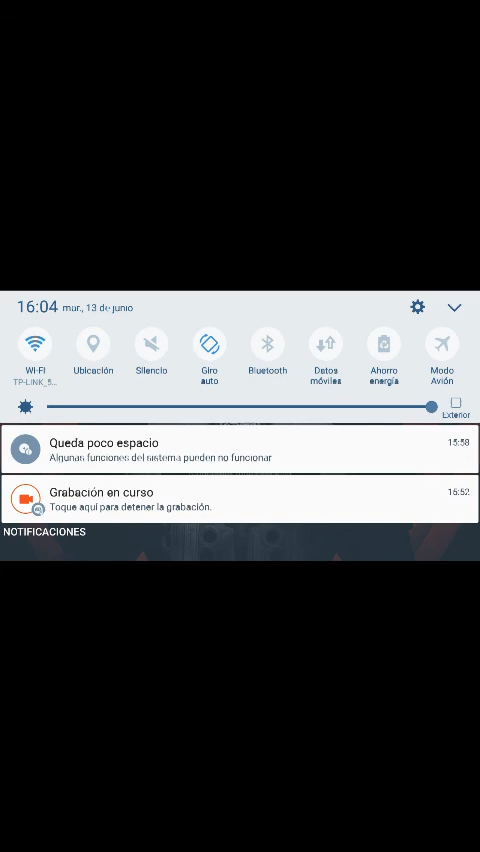 16:04 mar., 13 de junio
WI-FI
TP-LINK_5...
Ubicación
Silencio
Giro
auto
Bluetooth
Datos
móviles
Ahorro
energía
Modo
Avión
Exterior
Queda poco espacio 15:58
Algunas funciones del sistema pueden no funcionar
Grabación en curso 15:52
Toque aquí para detener la grabación.
NOTIFICACIONES